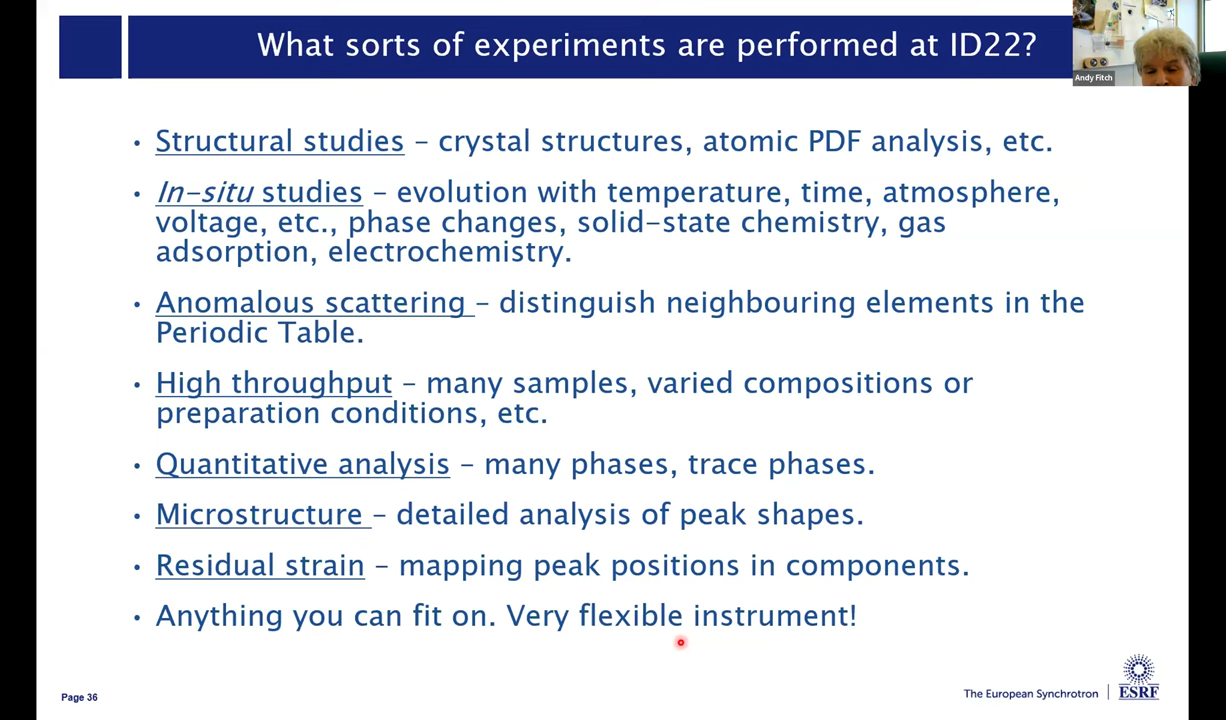 What sorts of experiments are performed at ID22?
Andy Fitch
• Structural studies – crystal structures, atomic PDF analysis, etc.
• In-situ studies – evolution with temperature, time, atmosphere,
voltage, etc., phase changes, solid-state chemistry, gas
adsorption, electrochemistry.
• Anomalous scattering – distinguish neighbouring elements in the
Periodic Table.
• High throughput – many samples, varied compositions or
preparation conditions, etc.
• Quantitative analysis – many phases, trace phases.
• Microstructure – detailed analysis of peak shapes.
• Residual strain – mapping peak positions in components.
• Anything you can fit on. Very flexible instrument!
Page 36
The European Synchrotron
ESRF